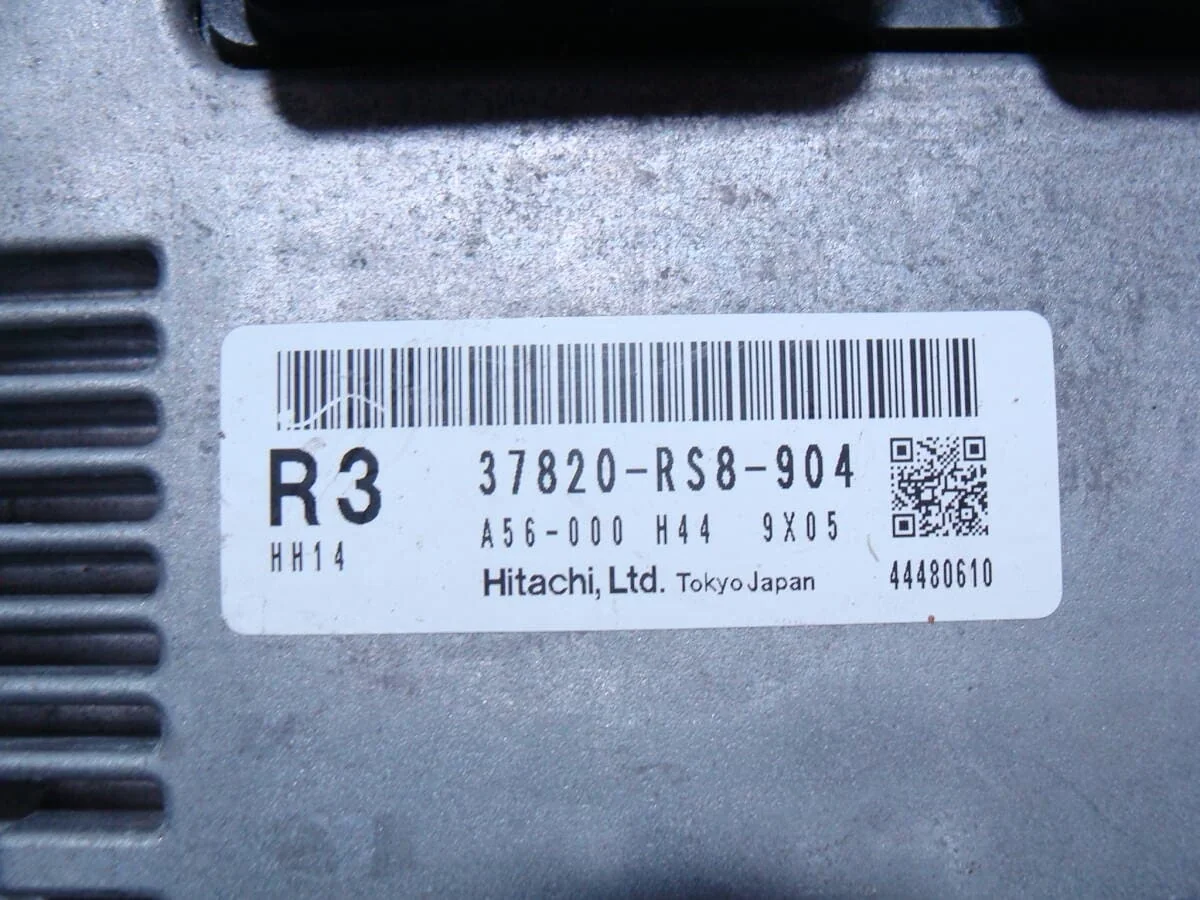 R3 37820-RS8-904
HH14 A56-000 H44 9X05
Hitachi, Ltd. Tokyo Japan 44480610